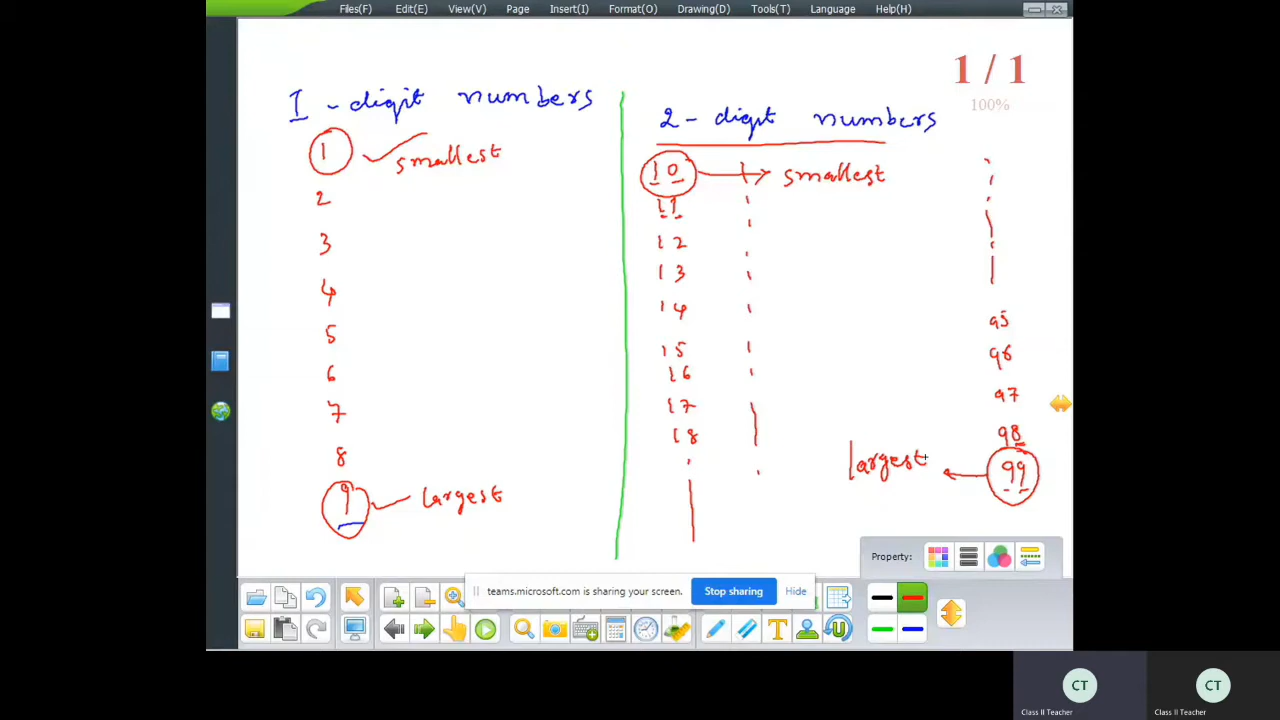 Files(F) Edit(E) View(V) Page Insert(I) Format(O) Drawing(D) Tools(T) Language Help(H)
1 / 1
100%
1 - digit numbers
1 smallest
2
3
4
5
6
7
8
9 largest
2 - digit numbers
10 smallest
11
12
13
14
15
16
17
18
95
96
97
98
largest 99
Property:
teams.microsoft.com is sharing your screen. Stop sharing Hide
CT CT
Class II Teacher Class II Teacher